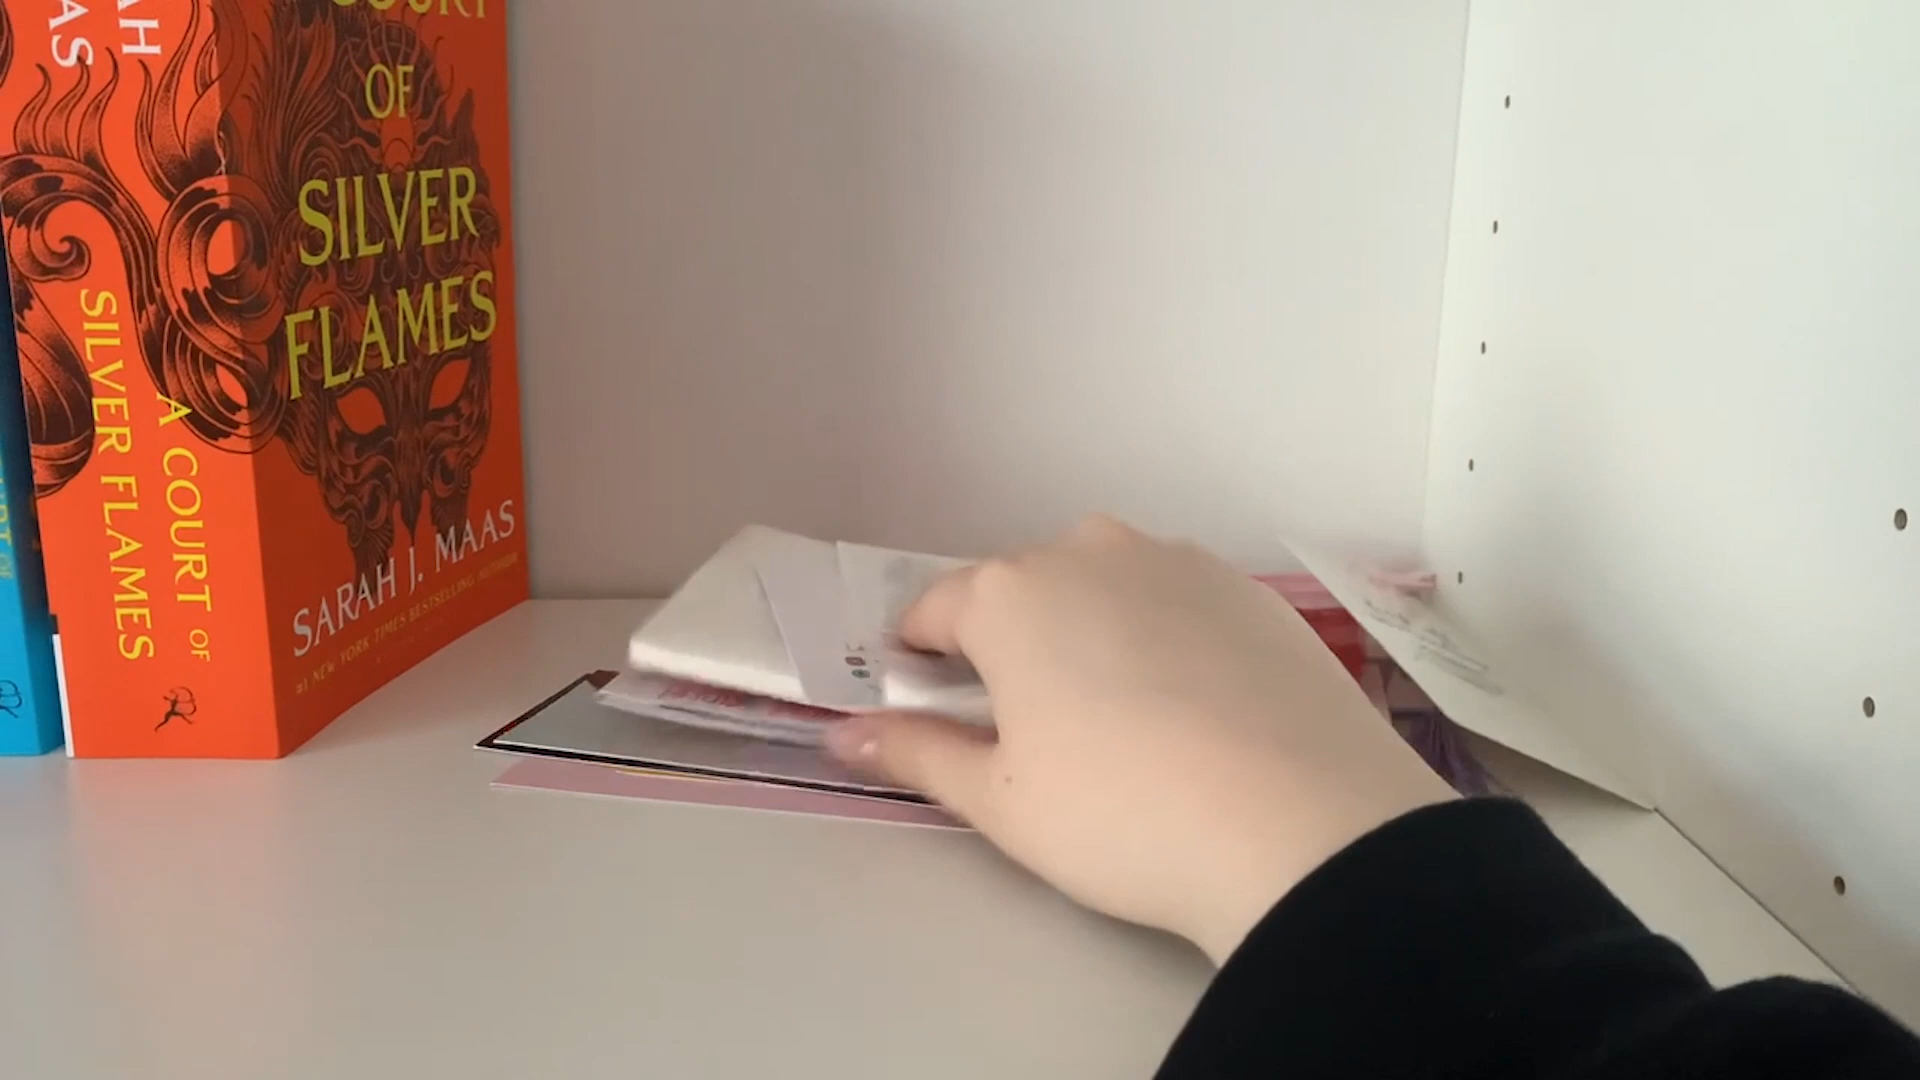 AH
AS
SILVER FLAMES
A COURT OF
COURT
OF
SILVER
FLAMES
SARAH J. MAAS
#1 NEW YORK TIMES BESTSELLING AUTHOR